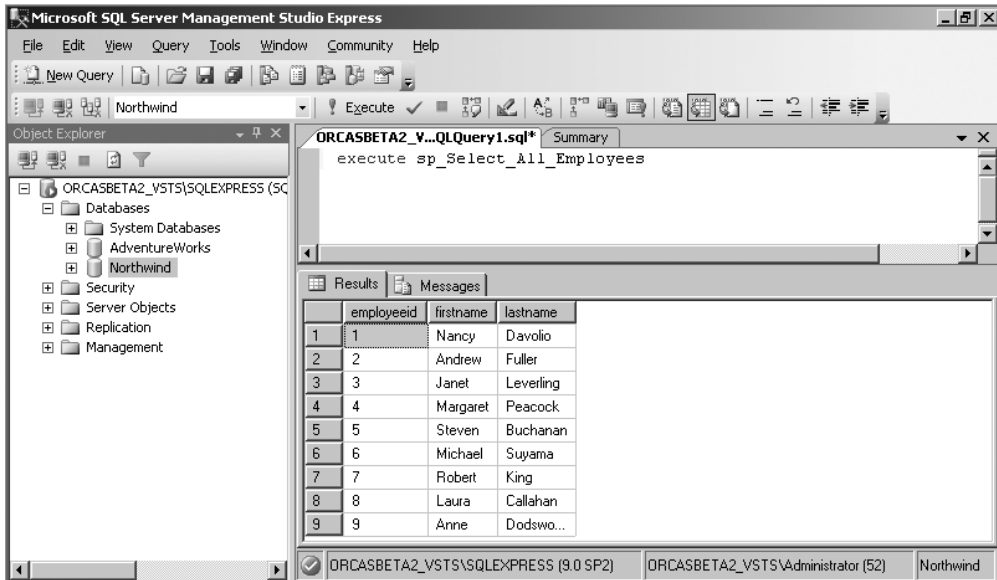 Microsoft SQL Server Management Studio Express
File Edit View Query Tools Window Community Help
New Query
Northwind Execute
Object Explorer
ORCASBETA2_VSTS\SQLEXPRESS (SQ
Databases
System Databases
AdventureWorks
Northwind
Security
Server Objects
Replication
Management
ORCASBETA2_V...QLQuery1.sql* Summary
execute sp_Select_All_Employees
Results Messages
employeeid firstname lastname
1 1 Nancy Davolio
2 2 Andrew Fuller
3 3 Janet Leverling
4 4 Margaret Peacock
5 5 Steven Buchanan
6 6 Michael Suyama
7 7 Robert King
8 8 Laura Callahan
9 9 Anne Dodswo...
ORCASBETA2_VSTS\SQLEXPRESS (9.0 SP2) ORCASBETA2_VSTS\Administrator (52) Northwind